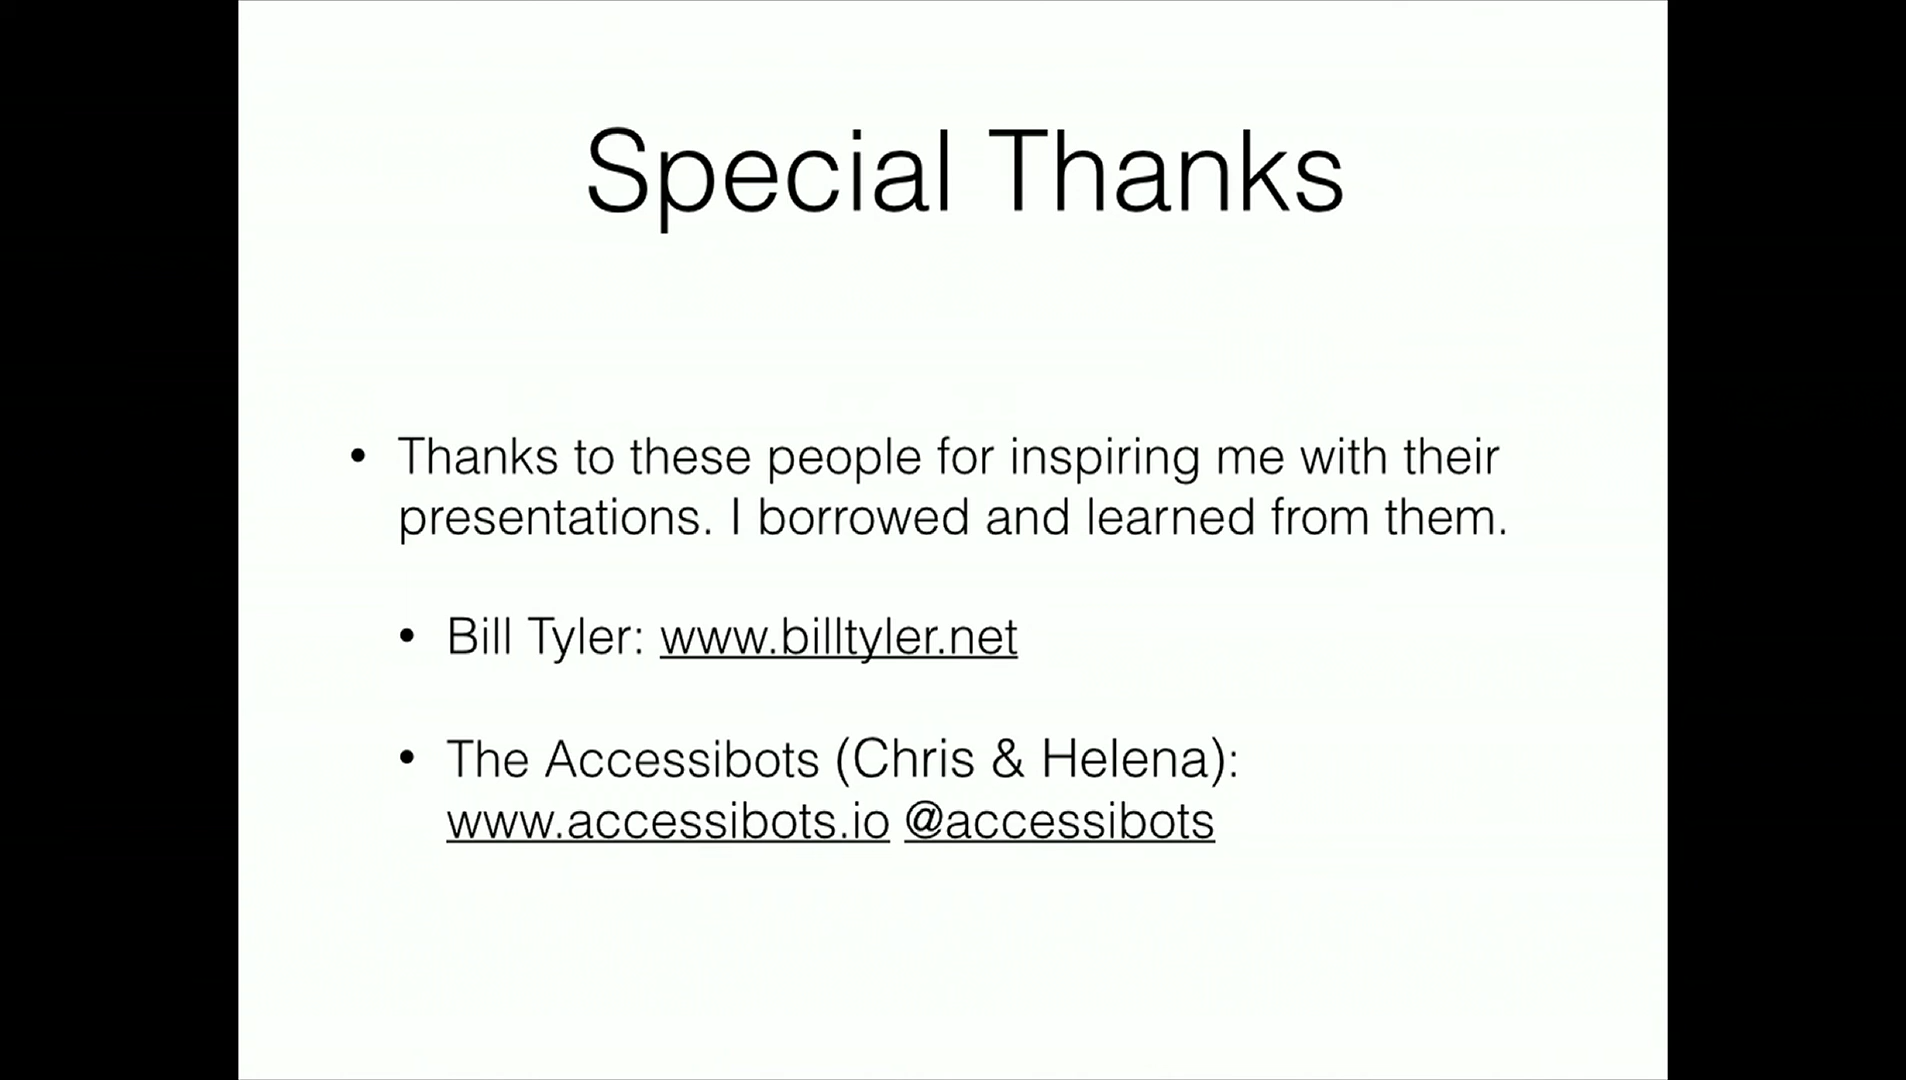 Special Thanks
• Thanks to these people for inspiring me with their
presentations. I borrowed and learned from them.
• Bill Tyler: www.billtyler.net
• The Accessibots (Chris & Helena):
www.accessibots.io @accessibots